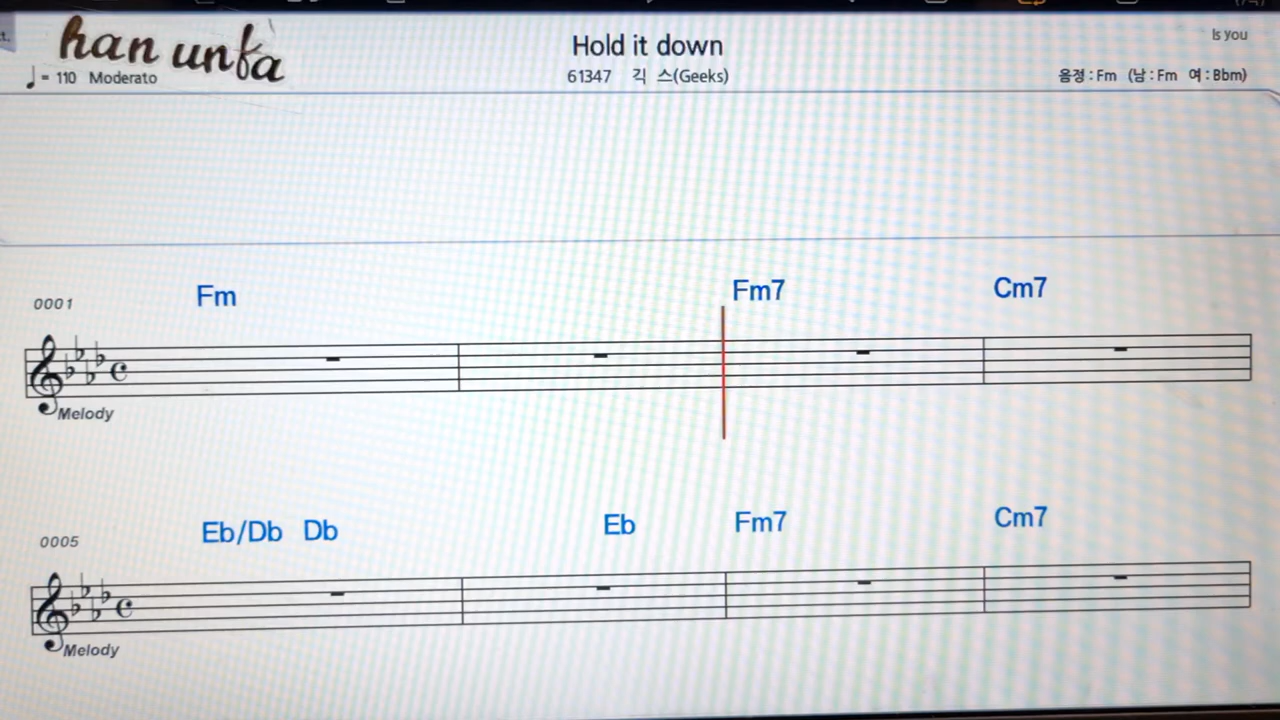 han unfa
Hold it down
Is you
♩ = 110 Moderato
61347 긱 스(Geeks)
음정 : Fm (남 : Fm 여 : Bbm)
0001 Fm Fm7 Cm7
Melody
0005 Eb/Db Db Eb Fm7 Cm7
Melody